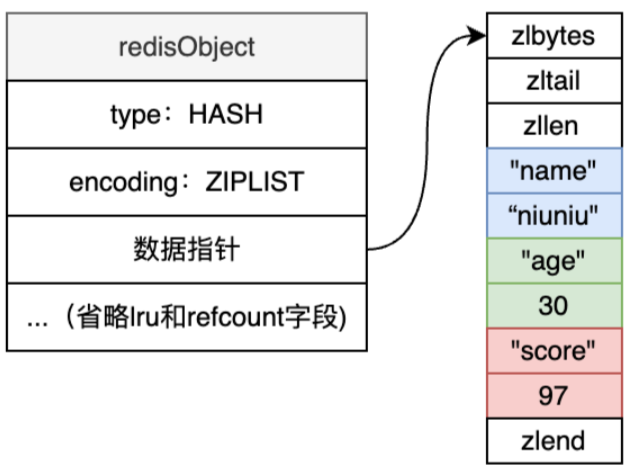 redisObject
type：HASH
encoding：ZIPLIST
数据指针
...（省略lru和refcount字段)
zlbytes
zltail
zllen
"name"
“niuniu"
"age"
30
"score"
97
zlend